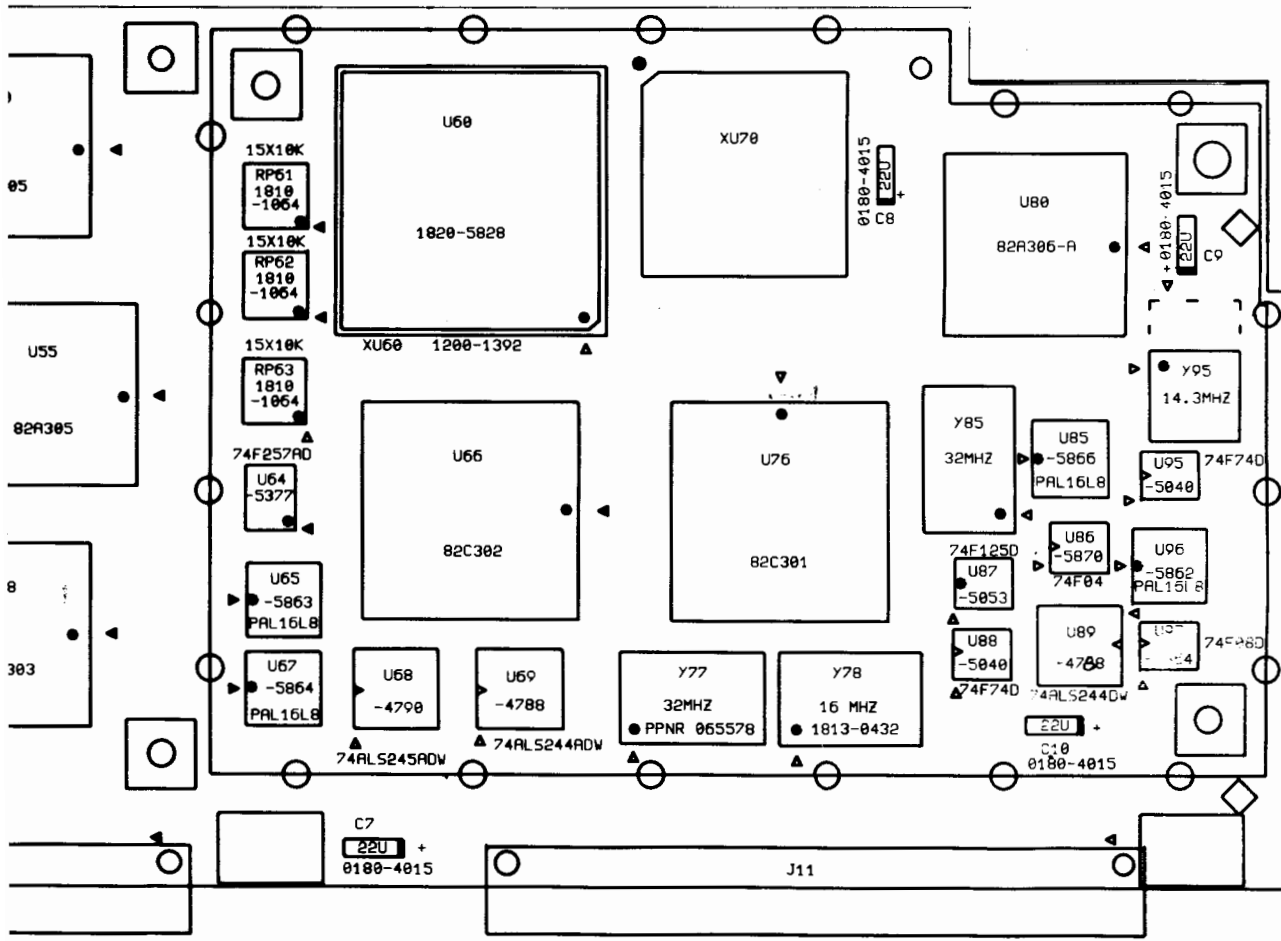 05
U55
82A305
8
303
15X10K
RP61
1810
-1064
15X10K
RP62
1810
-1064
15X10K
RP63
1810
-1064
74F257AD
U64
-5377
U65
-5863
PAL16L8
U67
-5864
PAL16L8
U60
1820-5828
XU60 1200-1392
XU70
0180-4015
22U
+
C8
U80
82A306-A
+0180-4015
22U
C9
U66
82C302
U76
82C301
Y85
32MHZ
U85
-5866
PAL16L8
Y95
14.3MHZ
74F74D
U95
-5040
U86
-5870
74F04
U96
-5862
74F125D
U87
-5053
U88
-5040
74F74D
U89
74ALS244DW
74F08D
22U +
C10
0180-4015
U68
-4790
74ALS245ADW
U69
-4788
74ALS244ADW
Y77
32MHZ
PPNR 065578
Y78
16 MHZ
1813-0432
C7
22U +
0180-4015
J11